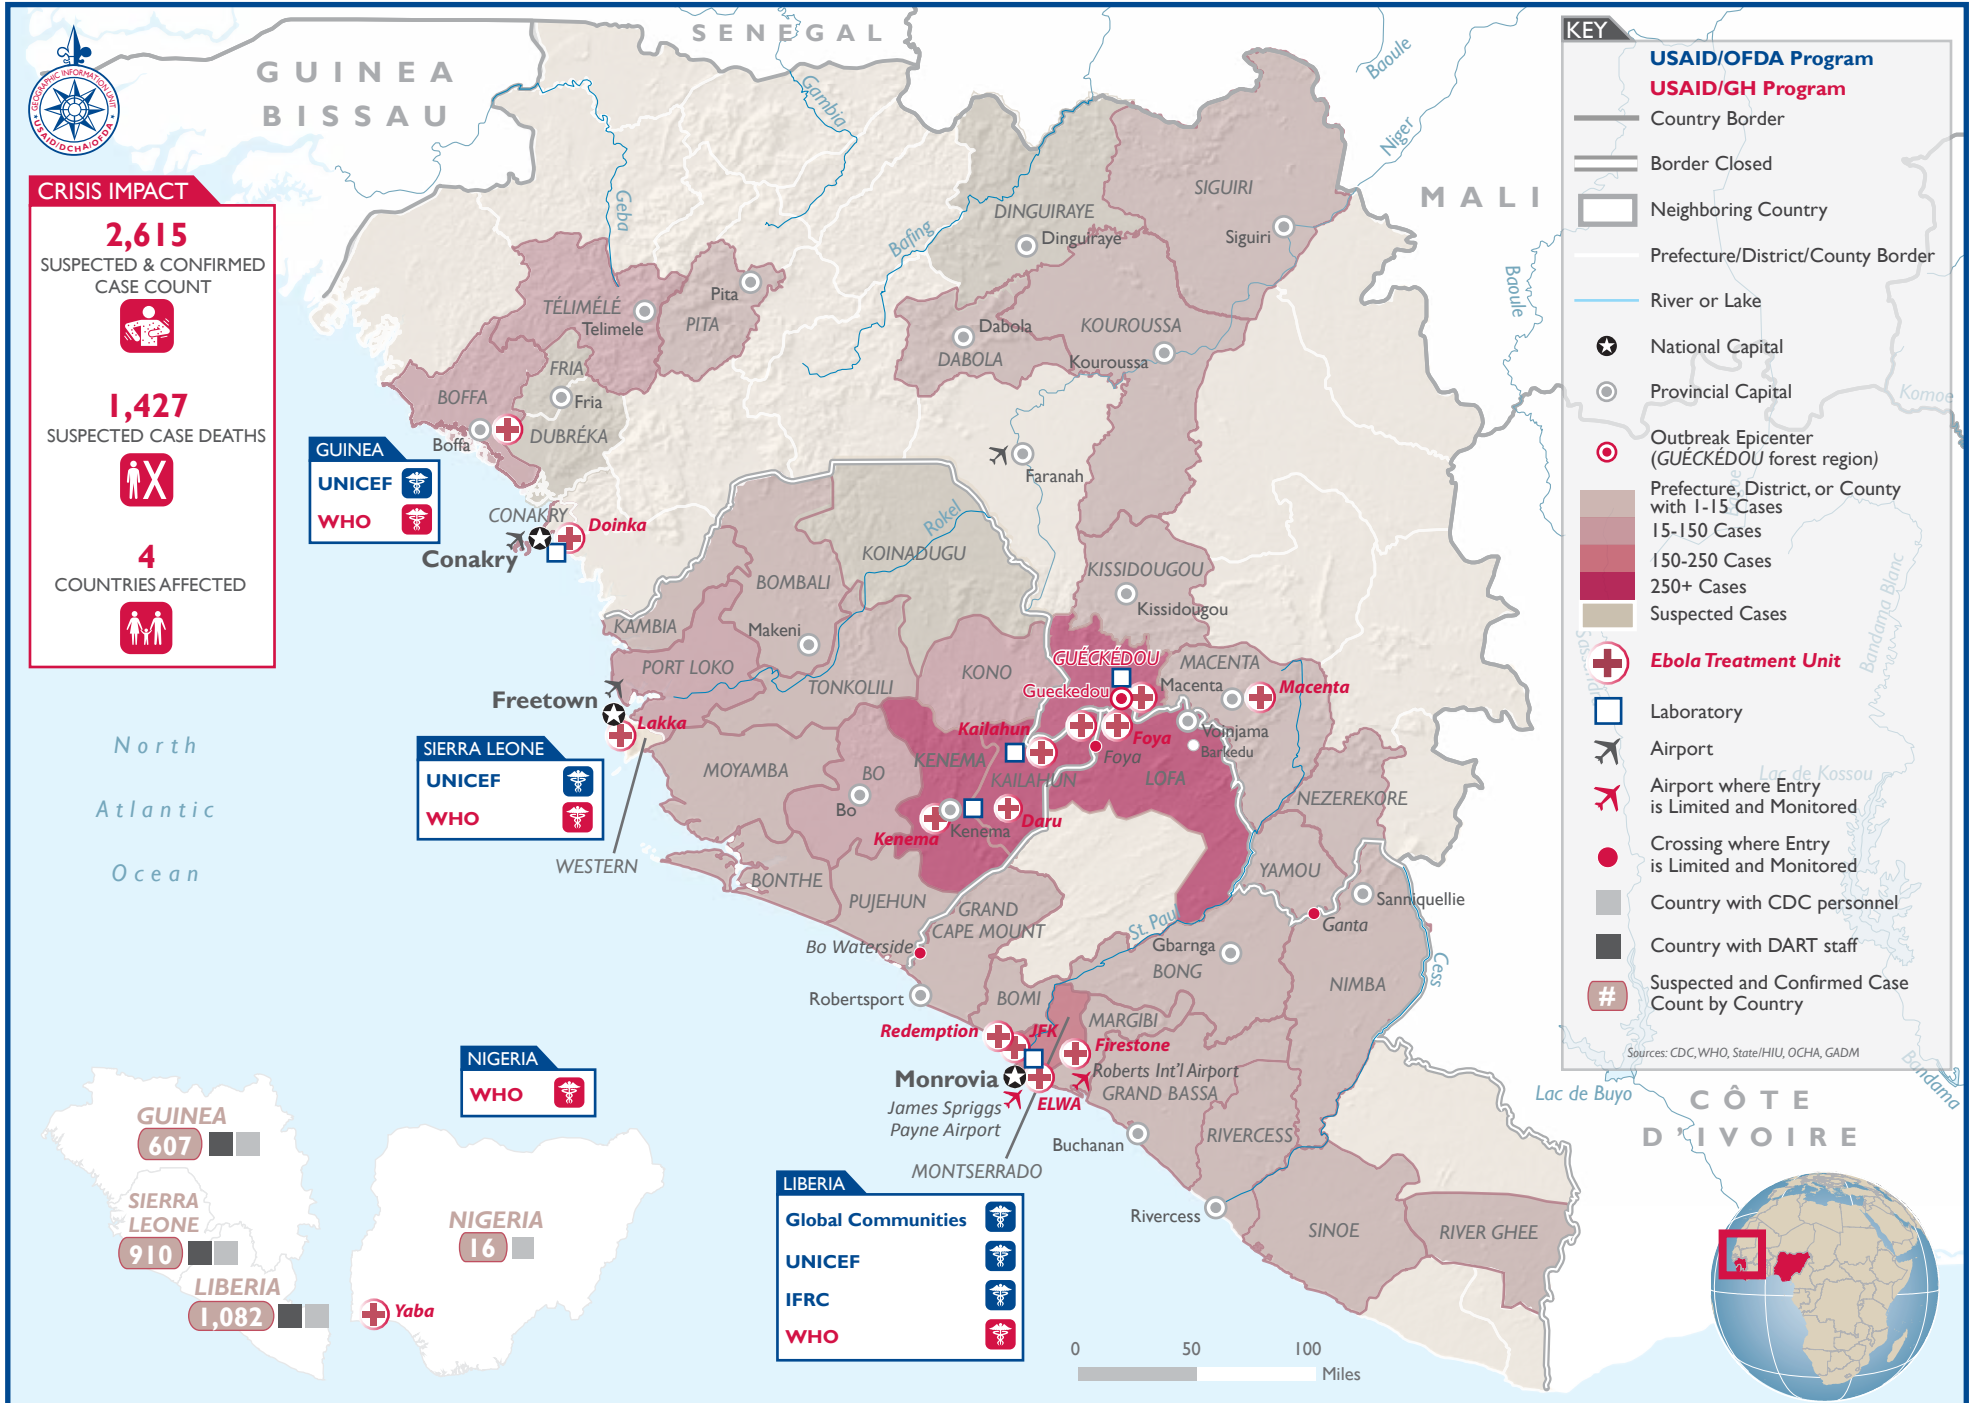 SENEGAL
GUINEA
BISSAU
MALI
CÔTE
D'IVOIRE
GEOGRAPHIC INFORMATION UNIT
USAID/DCHA/OFDA
CRISIS IMPACT
2,615
SUSPECTED & CONFIRMED
CASE COUNT
1,427
SUSPECTED CASE DEATHS
4
COUNTRIES AFFECTED
KEY
USAID/OFDA Program
USAID/GH Program
Country Border
Border Closed
Neighboring Country
Prefecture/District/County Border
River or Lake
National Capital
Provincial Capital
Outbreak Epicenter
(GUÉCKÉDOU forest region)
Prefecture, District, or County
with 1-15 Cases
15-150 Cases
150-250 Cases
250+ Cases
Suspected Cases
Ebola Treatment Unit
Laboratory
Airport
Airport where Entry
is Limited and Monitored
Crossing where Entry
is Limited and Monitored
Country with CDC personnel
Country with DART staff
#
Suspected and Confirmed Case
Count by Country
Sources: CDC, WHO, State/HIU, OCHA, GADM
Gambia
Geba
Bafing
Baoule
Niger
Baoule
Komoe
Bandama Blanc
Lac de Kossou
Bandama
Lac de Buyo
Rokel
St. Paul
Cess
North
Atlantic
Ocean
SIGUIRI
Siguiri
DINGUIRAYE
Dinguiraye
TÉLIMÉLÉ
Telimele
Pita
PITA
Dabola
DABOLA
KOUROUSSA
Kouroussa
FRIA
Fria
BOFFA
Boffa
DUBRÉKA
CONAKRY
Conakry
Doinka
Faranah
KISSIDOUGOU
Kissidougou
GUÉCKÉDOU
Gueckedou
MACENTA
Macenta
Macenta
NEZEREKORE
YAMOU
GUINEA
UNICEF
WHO
KOINADUGU
BOMBALI
KAMBIA
Makeni
PORT LOKO
TONKOLILI
KONO
Freetown
Lakka
WESTERN
MOYAMBA
BO
Bo
KENEMA
Kenema
Kenema
KAILAHUN
Kailahun
Daru
BONTHE
PUJEHUN
SIERRA LEONE
UNICEF
WHO
Foya
Foya
Voinjama
Barkedu
LOFA
GRAND
CAPE MOUNT
Bo Waterside
Robertsport
BOMI
Gbarnga
BONG
Ganta
Sanniquellie
NIMBA
MARGIBI
Redemption
JFK
Firestone
Monrovia
ELWA
Roberts Int'l Airport
James Spriggs
Payne Airport
MONTSERRADO
GRAND BASSA
Buchanan
RIVERCESS
Rivercess
SINOE
RIVER GHEE
LIBERIA
Global Communities
UNICEF
IFRC
WHO
NIGERIA
WHO
GUINEA
607
SIERRA
LEONE
910
LIBERIA
1,082
NIGERIA
16
Yaba
0 50 100
Miles